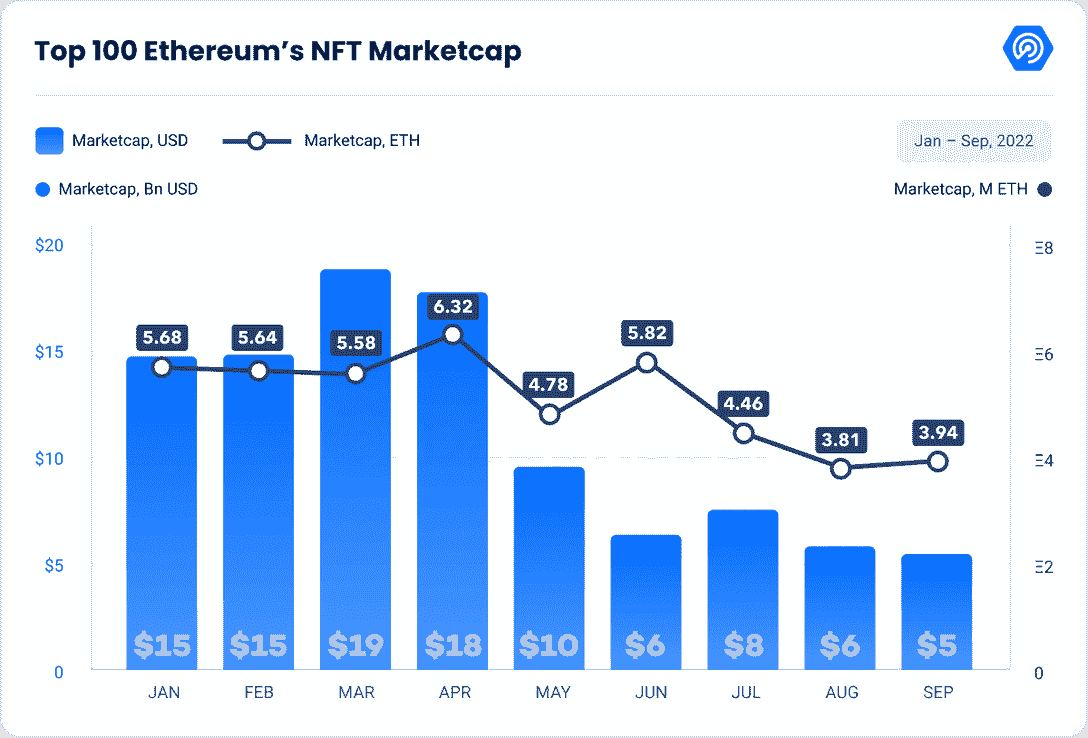 Top 100 Ethereum’s NFT Marketcap
Marketcap, USD Marketcap, ETH Jan – Sep, 2022
Marketcap, Bn USD Marketcap, M ETH
$20 Ξ8
$15 Ξ6
$10 Ξ4
$5 Ξ2
0 0
5.68 5.64 5.58 6.32 4.78 5.82 4.46 3.81 3.94
$15 $15 $19 $18 $10 $6 $8 $6 $5
JAN FEB MAR APR MAY JUN JUL AUG SEP